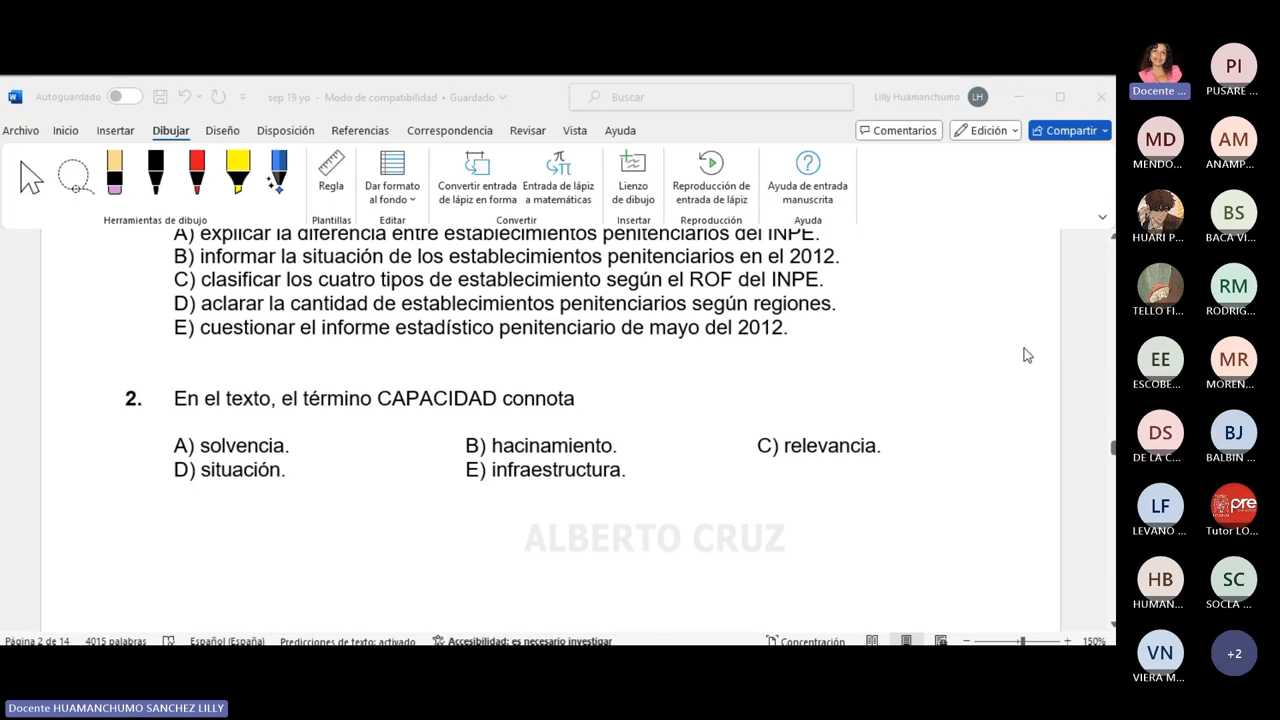 Autoguardado
sep 19 yo. - Modo de compatibilidad • Guardado
Buscar
Lilly Huamanchumo
LH
Archivo Inicio Insertar Dibujar Diseño Disposición Referencias Correspondencia Revisar Vista Ayuda
Comentarios
Edición
Compartir
Regla
Dar formato al fondo
Convertir entrada de lápiz en forma
Entrada de lápiz a matemáticas
Lienzo de dibujo
Reproducción de entrada de lápiz
Ayuda de entrada manuscrita
Herramientas de dibujo
Plantillas
Editar
Convertir
Insertar
Reproducción
Ayuda
A) explicar la diferencia entre establecimientos penitenciarios del INPE.
B) informar la situación de los establecimientos penitenciarios en el 2012.
C) clasificar los cuatro tipos de establecimiento según el ROF del INPE.
D) aclarar la cantidad de establecimientos penitenciarios según regiones.
E) cuestionar el informe estadístico penitenciario de mayo del 2012.
2. En el texto, el término CAPACIDAD connota
A) solvencia. B) hacinamiento. C) relevancia.
D) situación. E) infraestructura.
ALBERTO CRUZ
Página 2 de 14 4015 palabras Español (España) Predicciones de texto: activado Accesibilidad: es necesario investigar Concentración 150%
Docente HUAMANCHUMO SANCHEZ LILLY
Docente ...
PI
PUSARE ...
MD
MENDO...
AM
ANAMP...
HUARI P...
BS
BACA VI...
TELLO FI...
RM
RODRIG...
EE
ESCOBE...
MR
MOREN...
DS
DE LA C...
BJ
BALBIN ...
LF
LEVANO ...
pre
Tutor LO...
HB
HUMAN...
SC
SOCLA ...
VN
VIERA M...
+2